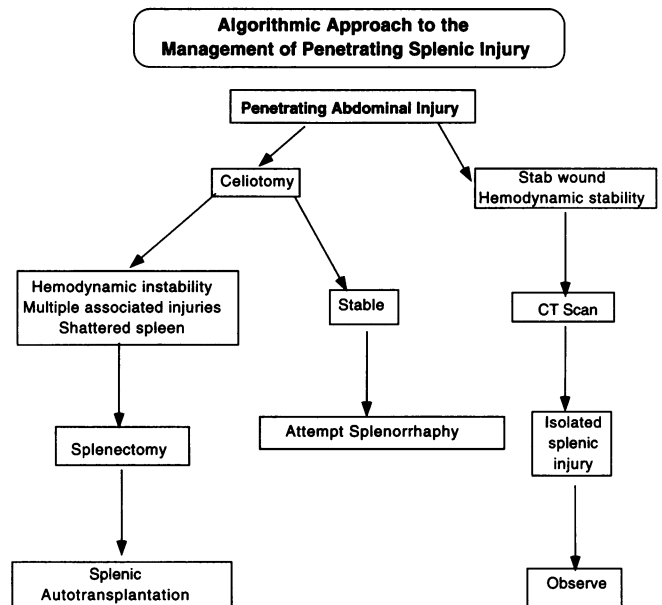 Algorithmic Approach to the
Management of Penetrating Splenic Injury
Penetrating Abdominal Injury
Celiotomy
Stab wound
Hemodynamic stability
Hemodynamic instability
Multiple associated injuries
Shattered spleen
Stable
CT Scan
Splenectomy
Attempt Splenorrhaphy
Isolated
splenic
injury
Splenic
Autotransplantation
Observe